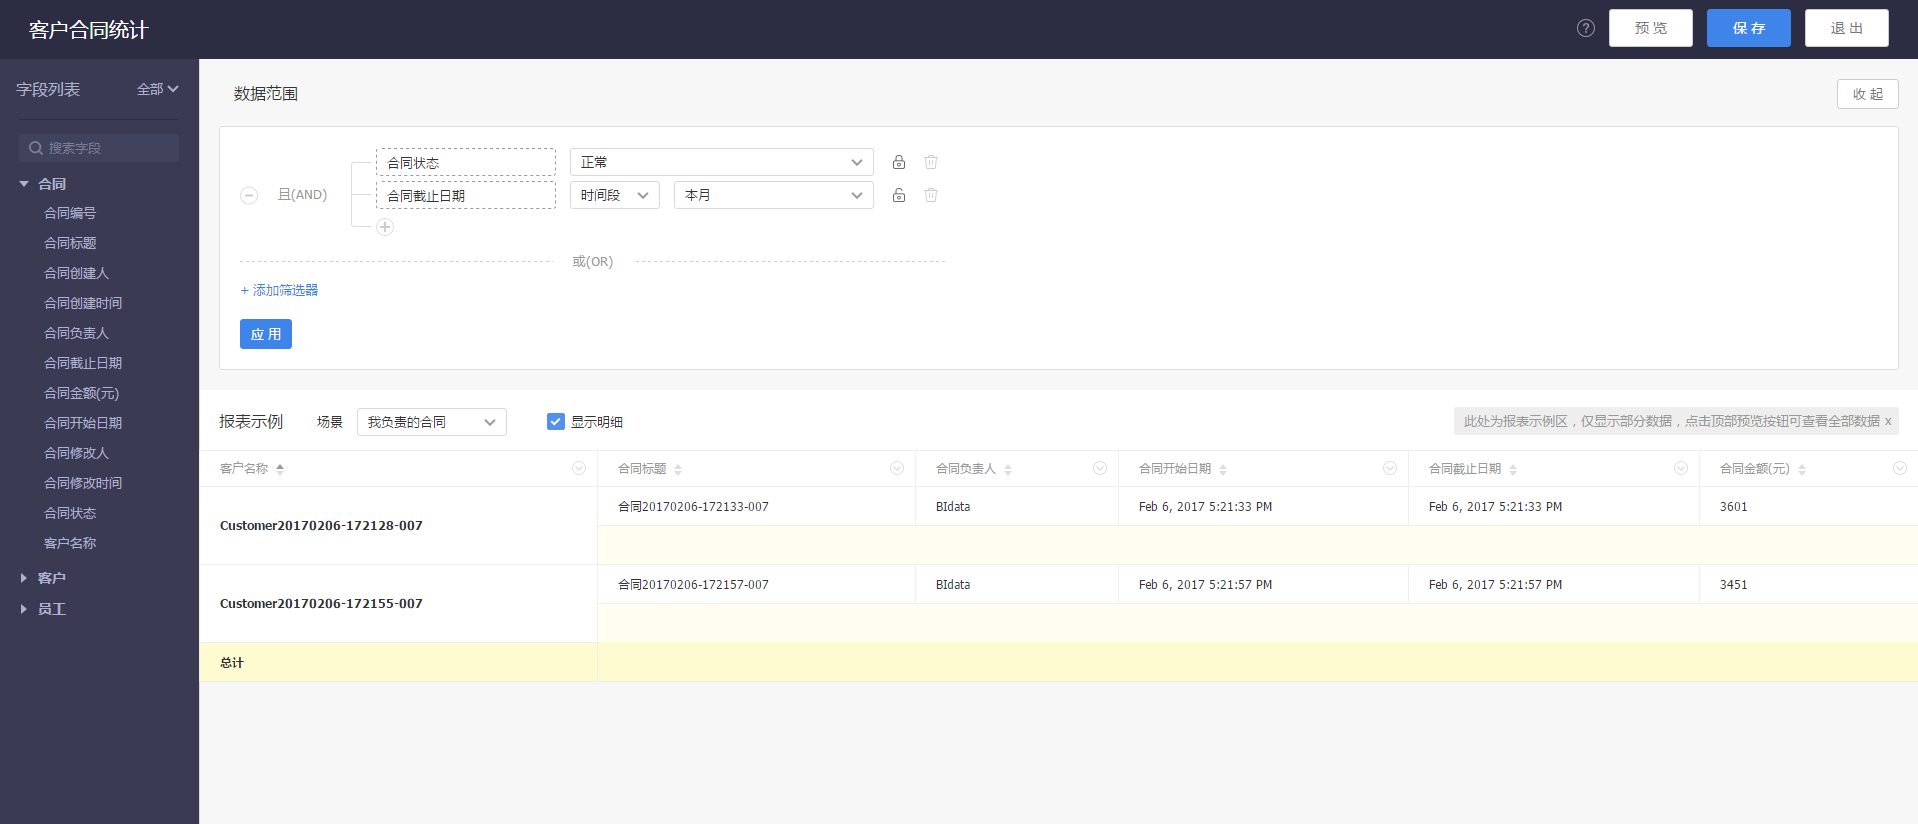 客户合同统计
? 预 览 保 存 退 出
字段列表 全部
搜索字段
合同
合同编号
合同标题
合同创建人
合同创建时间
合同负责人
合同截止日期
合同金额(元)
合同开始日期
合同修改人
合同修改时间
合同状态
客户名称
客户
员工
数据范围 收 起
合同状态 正常
且(AND) 合同截止日期 时间段 本月
或(OR)
+ 添加筛选器
应 用
报表示例 场景 我负责的合同 显示明细 此处为报表示例区，仅显示部分数据，点击顶部预览按钮可查看全部数据 x
客户名称 合同标题 合同负责人 合同开始日期 合同截止日期 合同金额(元)
Customer20170206-172128-007 合同20170206-172133-007 BIdata Feb 6, 2017 5:21:33 PM Feb 6, 2017 5:21:33 PM 3601
Customer20170206-172155-007 合同20170206-172157-007 BIdata Feb 6, 2017 5:21:57 PM Feb 6, 2017 5:21:57 PM 3451
总计